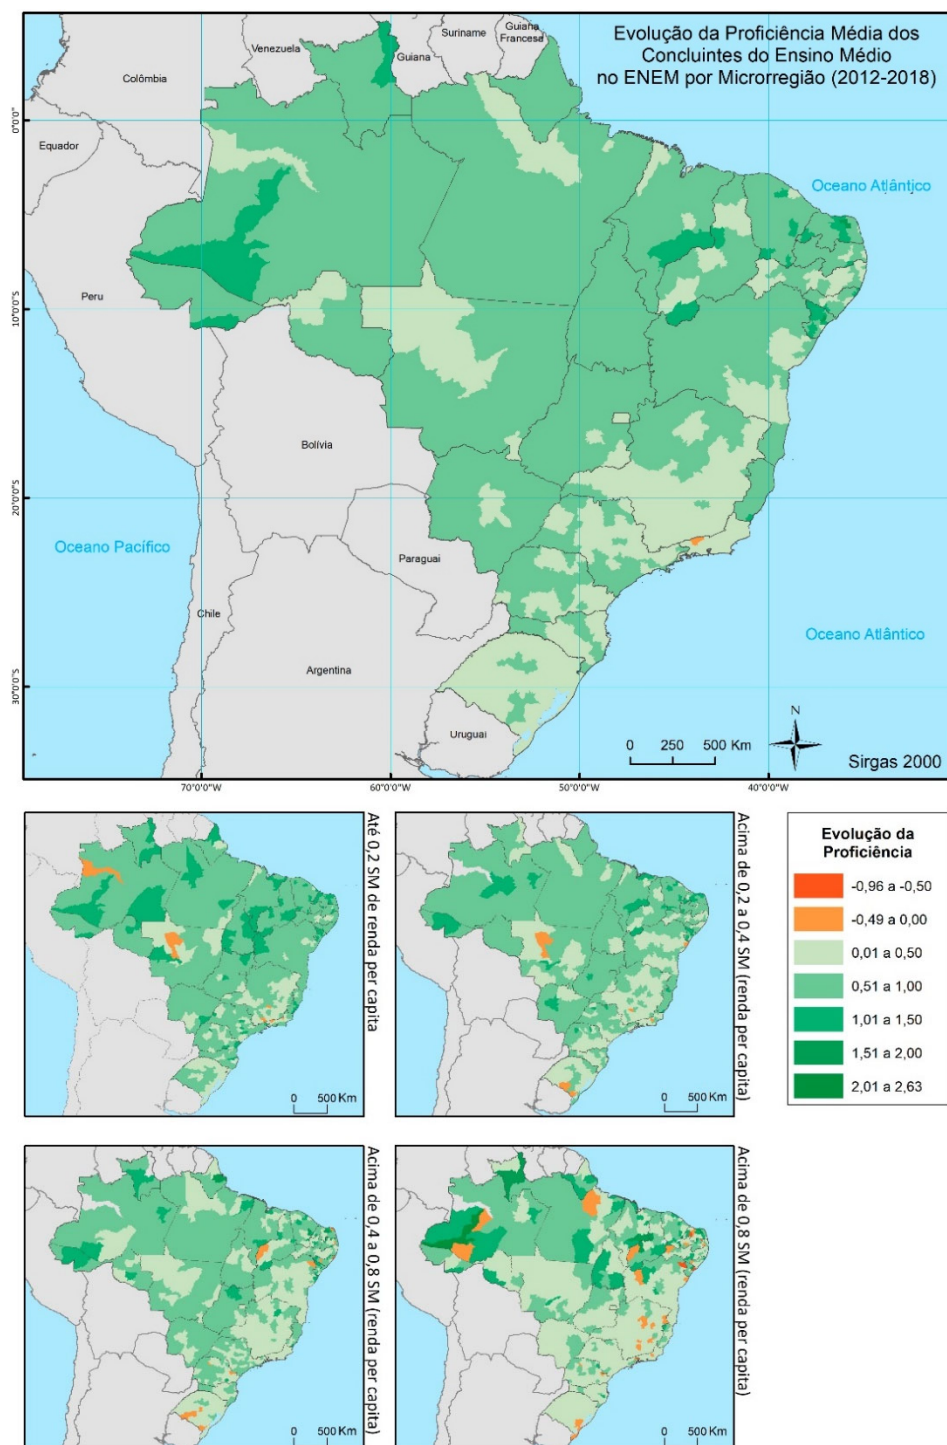 Evolução da Proficiência Média dos
Concluintes do Ensino Médio
no ENEM por Microrregião (2012-2018)
Suriname
Guiana
Francesa
Venezuela
Guiana
Colômbia
0°0'0"
Equador
Oceano Atlântico
Peru
10°0'0"S
Bolívia
20°0'0"S
Oceano Pacífico
Paraguai
Chile
Oceano Atlântico
Argentina
30°0'0"S
N
Uruguai
0 250 500 Km
Sirgas 2000
70°0'0"W 60°0'0"W 50°0'0"W 40°0'0"W
Até 0,2 SM de renda per capita
0 500 Km
Acima de 0,2 a 0,4 SM (renda per capita)
0 500 Km
Evolução da
Proficiência
-0,96 a -0,50
-0,49 a 0,00
0,01 a 0,50
0,51 a 1,00
1,01 a 1,50
1,51 a 2,00
2,01 a 2,63
Acima de 0,4 a 0,8 SM (renda per capita)
0 500 Km
Acima de 0,8 SM (renda per capita)
0 500 Km